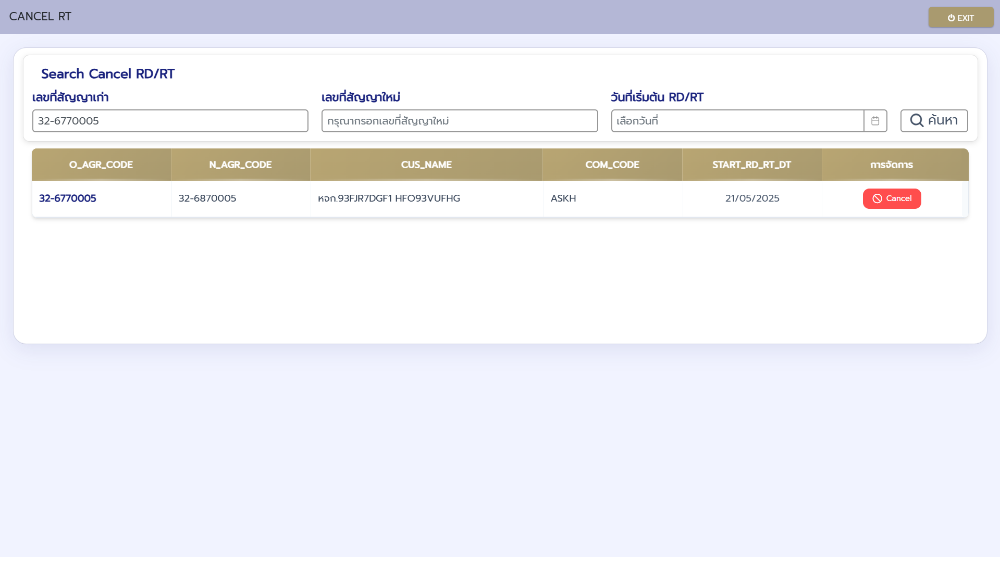 CANCEL RT
EXIT
Search Cancel RD/RT
เลขที่สัญญาเก่า เลขที่สัญญาใหม่ วันที่เริ่มต้น RD/RT
32-6770005 กรุณากรอกเลขที่สัญญาใหม่ เลือกวันที่ ค้นหา
O_AGR_CODE N_AGR_CODE CUS_NAME COM_CODE START_RD_RT_DT การจัดการ
32-6770005 32-6870005 หจก.93FJR7DGF1 HFO93VUFHG ASKH 21/05/2025 Cancel